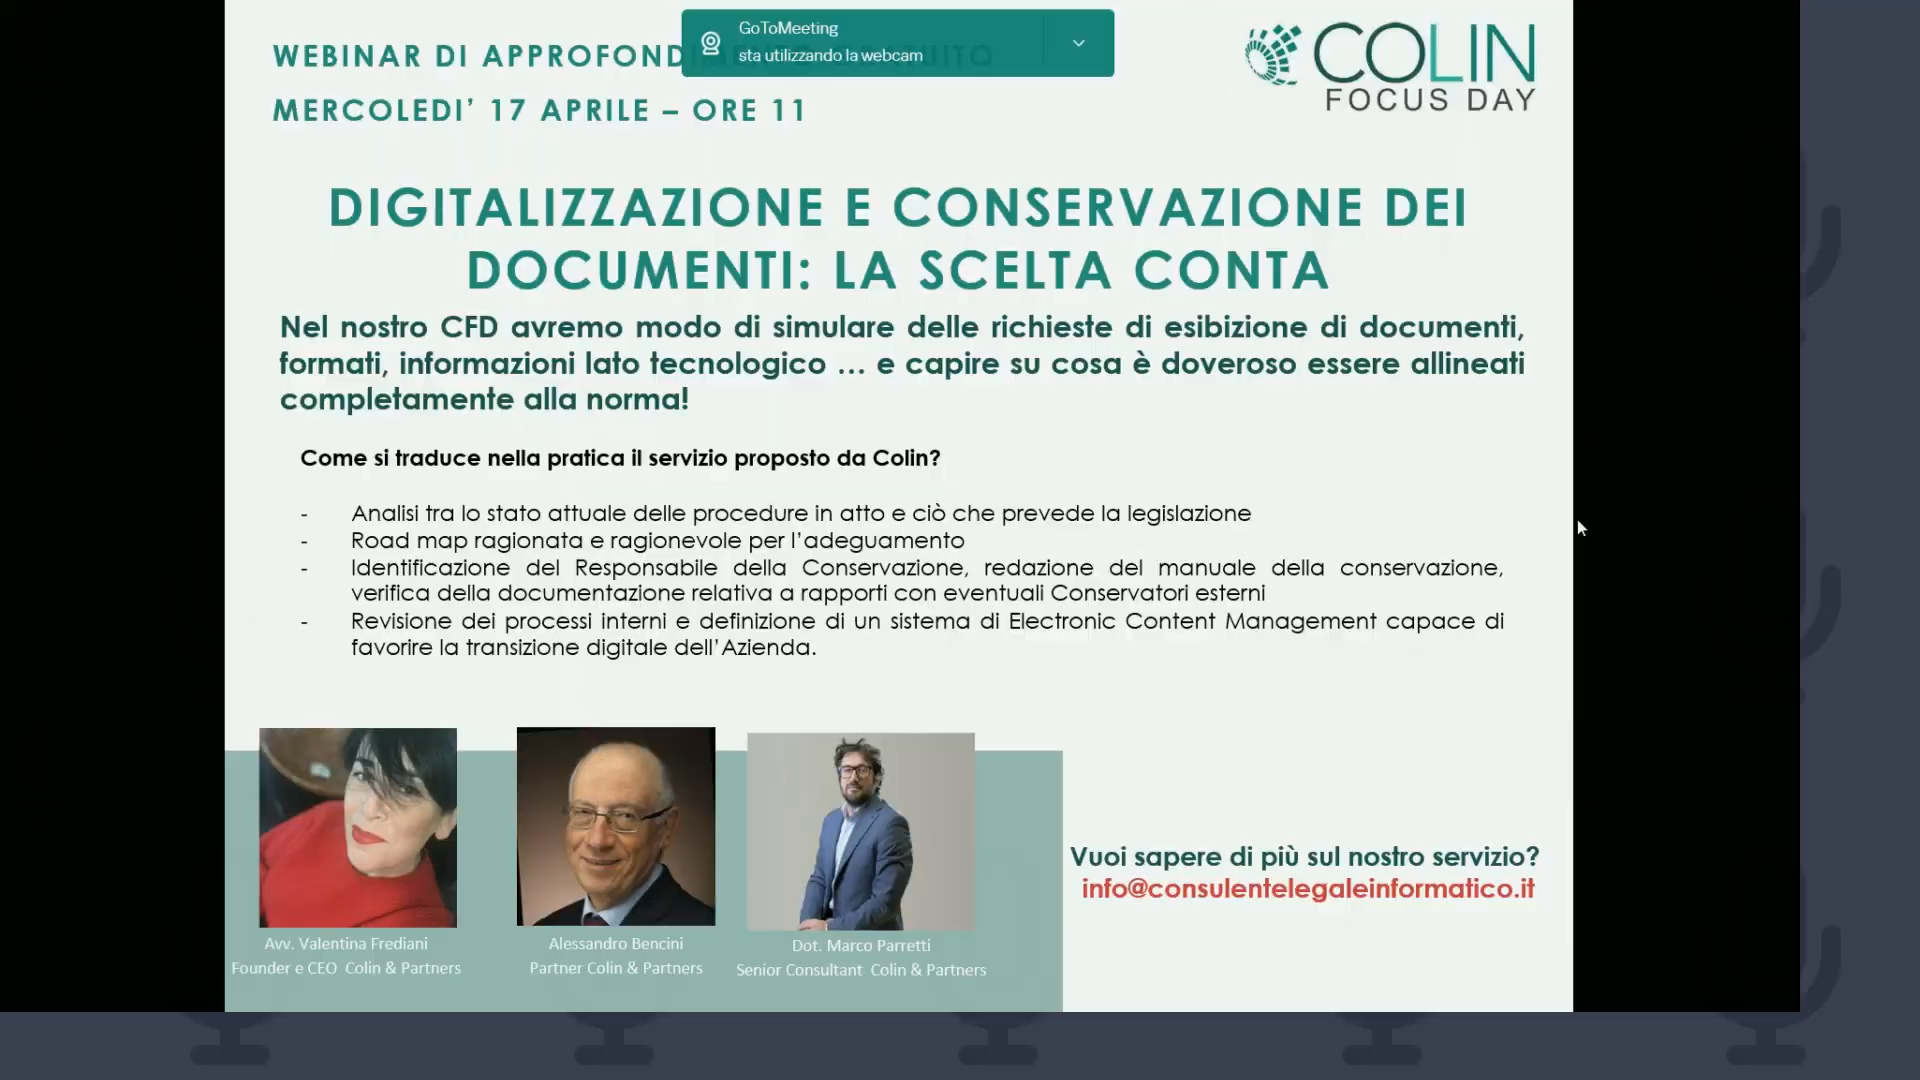 GoToMeeting
sta utilizzando la webcam
WEBINAR DI APPROFOND
MERCOLEDI’ 17 APRILE – ORE 11
COLIN
FOCUS DAY
DIGITALIZZAZIONE E CONSERVAZIONE DEI
DOCUMENTI: LA SCELTA CONTA
Nel nostro CFD avremo modo di simulare delle richieste di esibizione di documenti,
formati, informazioni lato tecnologico … e capire su cosa è doveroso essere allineati
completamente alla norma!
Come si traduce nella pratica il servizio proposto da Colin?
- Analisi tra lo stato attuale delle procedure in atto e ciò che prevede la legislazione
- Road map ragionata e ragionevole per l’adeguamento
- Identificazione del Responsabile della Conservazione, redazione del manuale della conservazione,
verifica della documentazione relativa a rapporti con eventuali Conservatori esterni
- Revisione dei processi interni e definizione di un sistema di Electronic Content Management capace di
favorire la transizione digitale dell’Azienda.
Avv. Valentina Frediani
Founder e CEO Colin & Partners
Alessandro Bencini
Partner Colin & Partners
Dot. Marco Parretti
Senior Consultant Colin & Partners
Vuoi sapere di più sul nostro servizio?
info@consulentelegaleinformatico.it